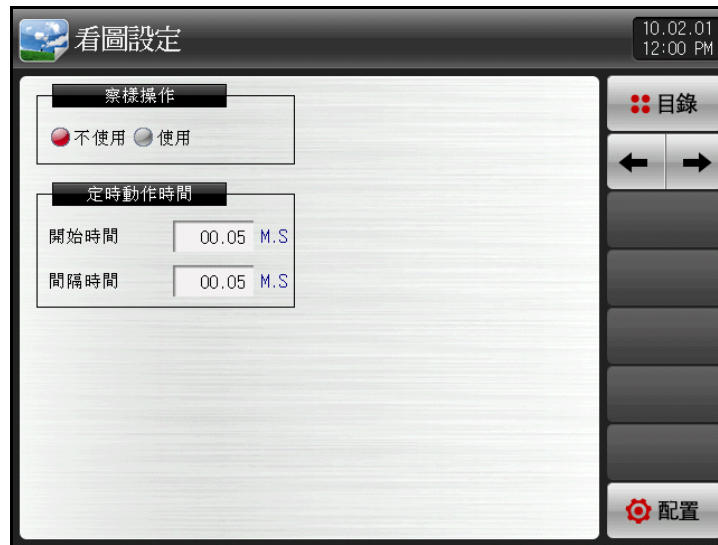 看圖設定
10.02.01
12:00 PM
察樣操作
不使用 使用
定時動作時間
開始時間 00.05 M.S
間隔時間 00.05 M.S
目錄
配置